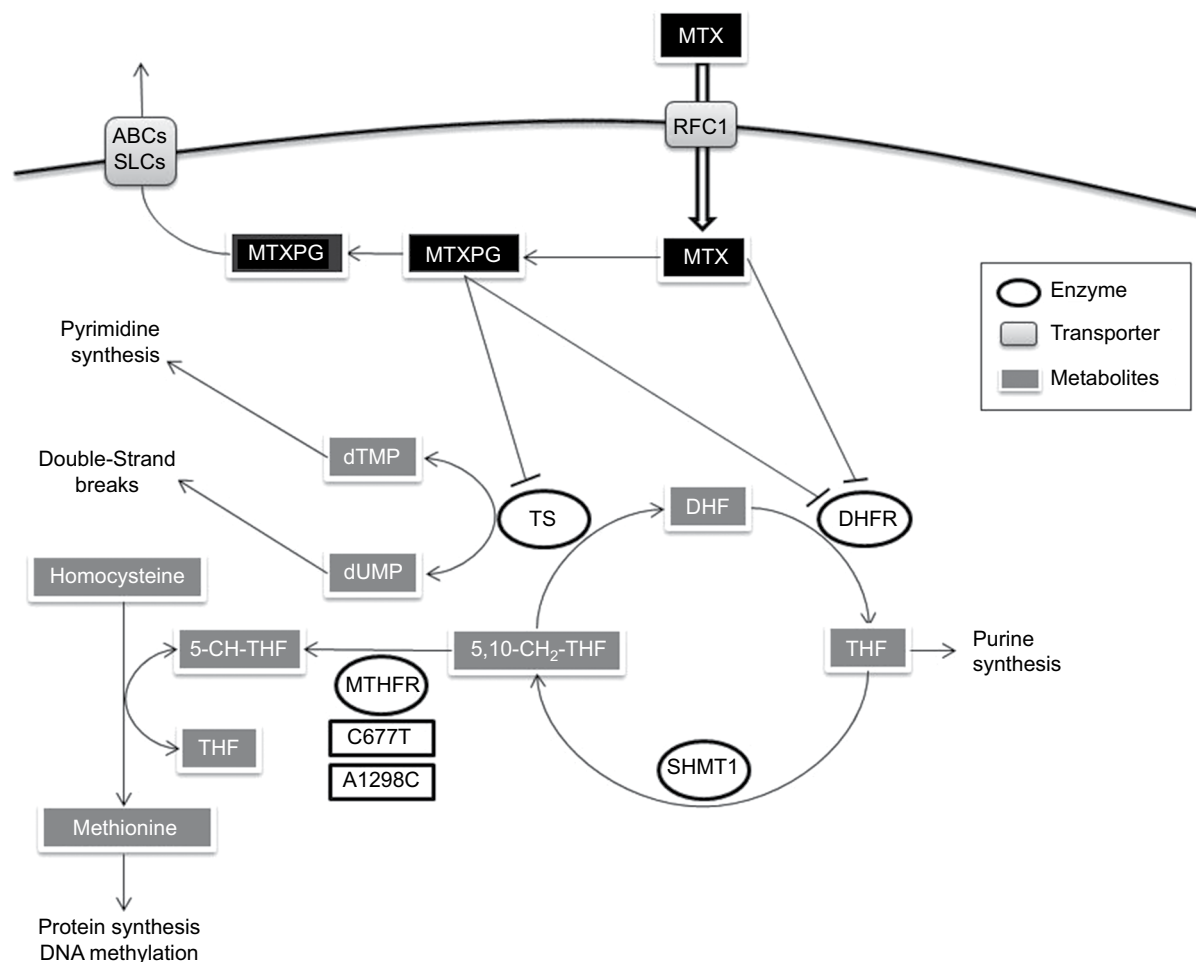 MTX
ABCs
SLCs
RFC1
MTXPG
MTXPG
MTX
Enzyme
Transporter
Metabolites
Pyrimidine
synthesis
dTMP
Double-Strand
breaks
TS
DHF
DHFR
dUMP
Homocysteine
5-CH-THF
5,10-CH₂-THF
THF
Purine
synthesis
MTHFR
C677T
A1298C
THF
SHMT1
Methionine
Protein synthesis
DNA methylation